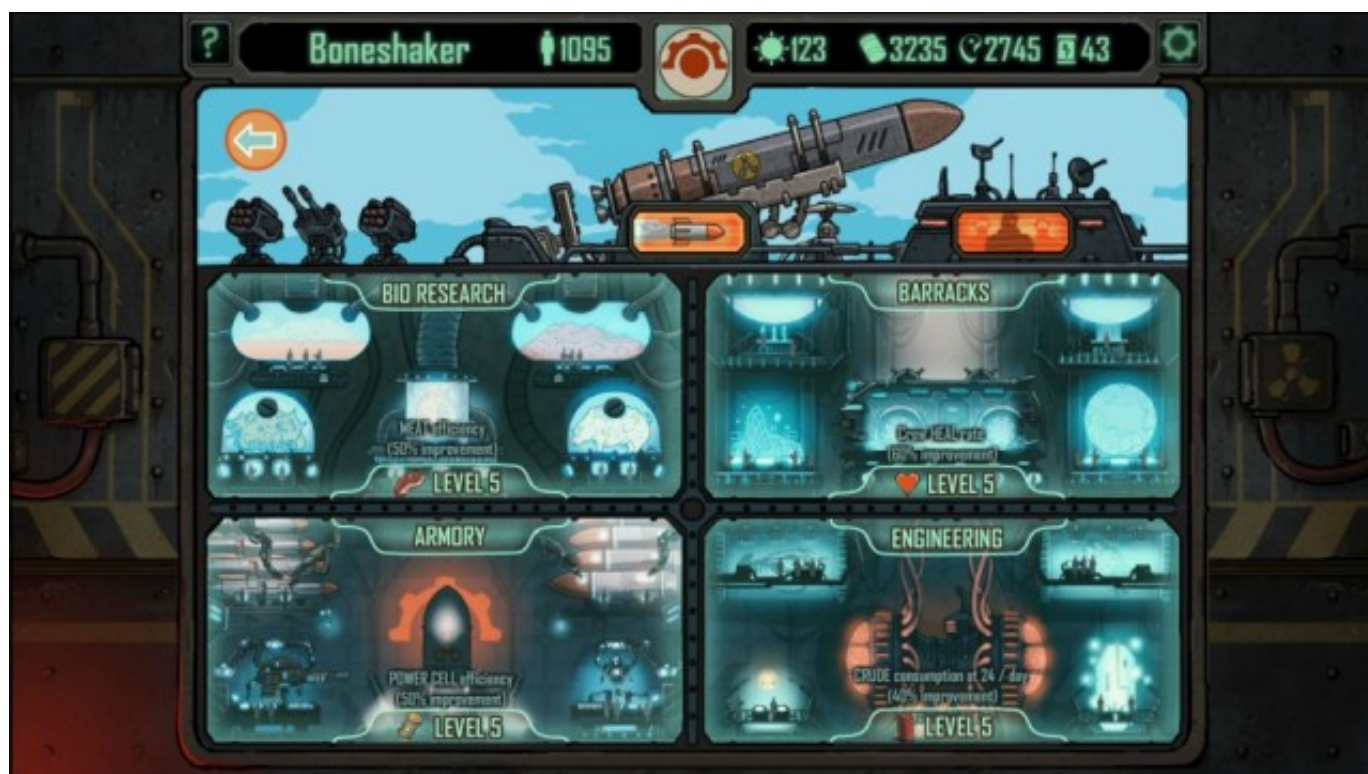 ?
Boneshaker 1095 123 3235 2745 43
BIO RESEARCH
MEAL efficiency
(50% improvement)
LEVEL 5
BARRACKS
Crew HEAL rate
(60% improvement)
LEVEL 5
ARMORY
POWER CELL efficiency
(50% improvement)
LEVEL 5
ENGINEERING
CRUDE consumption at 24 / day
(40% improvement)
LEVEL 5